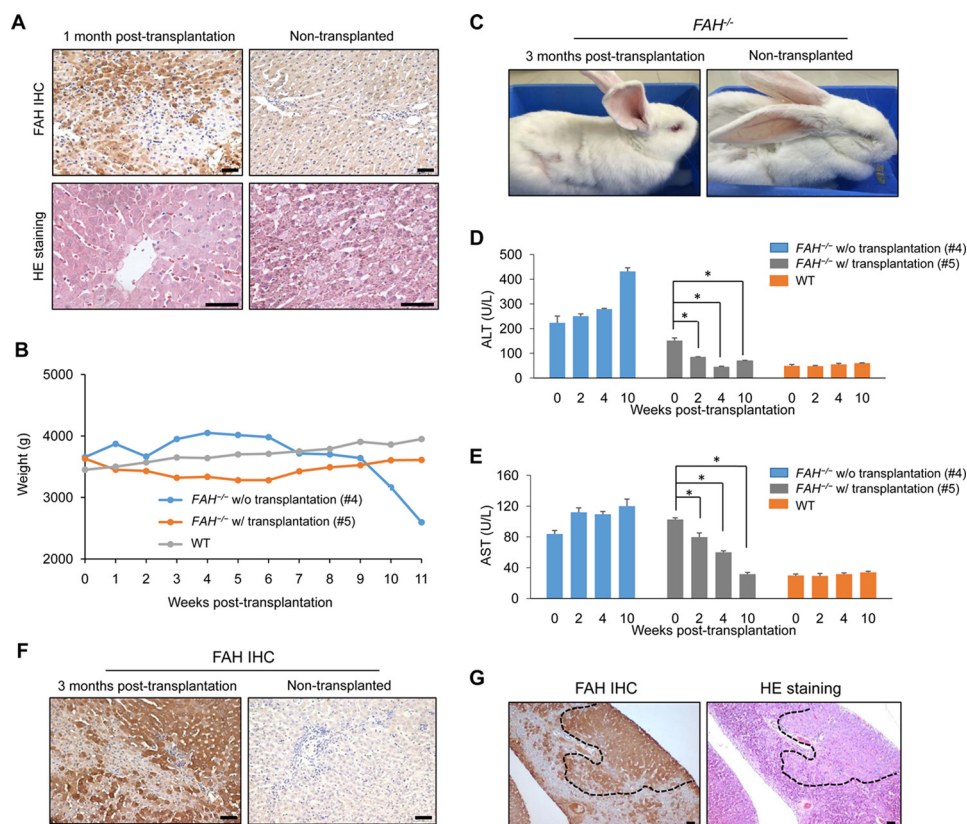 A
1 month post-transplantation
Non-transplanted
FAH IHC
HE staining
B
5000
4000
3000
2000
Weight (g)
FAH-/- w/o transplantation (#4)
FAH-/- w/ transplantation (#5)
WT
0 1 2 3 4 5 6 7 8 9 10 11
Weeks post-transplantation
C
FAH-/-
3 months post-transplantation
Non-transplanted
D
500
400
300
200
100
0
ALT (U/L)
* * *
FAH-/- w/o transplantation (#4)
FAH-/- w/ transplantation (#5)
WT
0 2 4 10 0 2 4 10 0 2 4 10
Weeks post-transplantation
E
160
120
80
40
0
AST (U/L)
* * *
FAH-/- w/o transplantation (#4)
FAH-/- w/ transplantation (#5)
WT
0 2 4 10 0 2 4 10 0 2 4 10
Weeks post-transplantation
F
FAH IHC
3 months post-transplantation
Non-transplanted
G
FAH IHC
HE staining